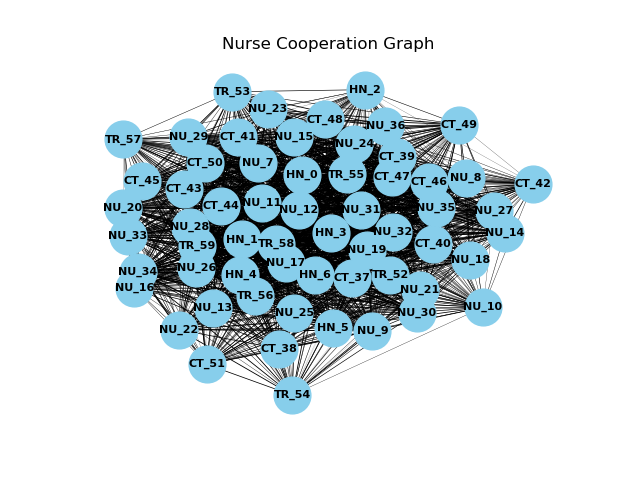 Nurse Cooperation Graph
TR_53
HN_2
NU_23
CT_48
NU_36
CT_49
TR_57
NU_29
CT_41
NU_15
NU_24
CT_39
CT_50
NU_7
HN_0
TR_55
CT_47
CT_46
NU_8
CT_42
CT_45
CT_43
NU_20
CT_44
NU_11
NU_12
NU_31
NU_35
NU_27
NU_33
NU_28
TR_59
HN_1
TR_58
HN_3
NU_32
NU_14
NU_19
CT_40
NU_34
NU_26
HN_4
NU_17
HN_6
CT_37
TR_52
NU_18
NU_16
TR_56
NU_21
NU_13
NU_25
NU_30
NU_10
NU_22
HN_5
NU_9
CT_38
CT_51
TR_54